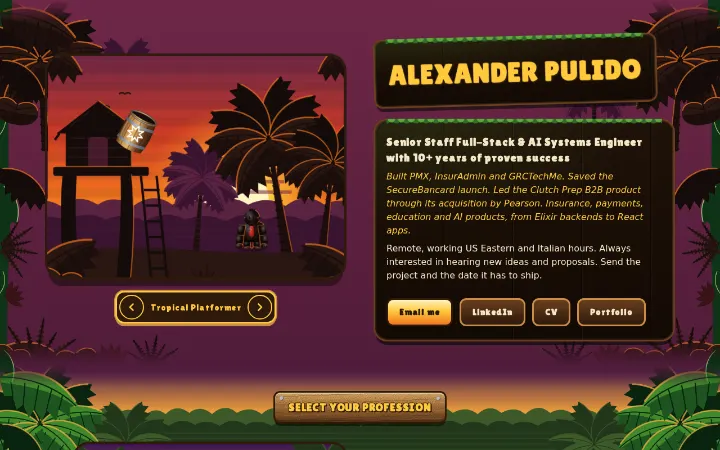 ALEXANDER PULIDO
Senior Staff Full-Stack & AI Systems Engineer
with 10+ years of proven success
Built PMX, InsurAdmin and GRCTechMe. Saved the
SecureBancard launch. Led the Clutch Prep B2B product
through its acquisition by Pearson. Insurance, payments,
education and AI products, from Elixir backends to React
apps.
Remote, working US Eastern and Italian hours. Always
interested in hearing new ideas and proposals. Send the
project and the date it has to ship.
Email me
LinkedIn
CV
Portfolio
Tropical Platformer
SELECT YOUR PROFESSION